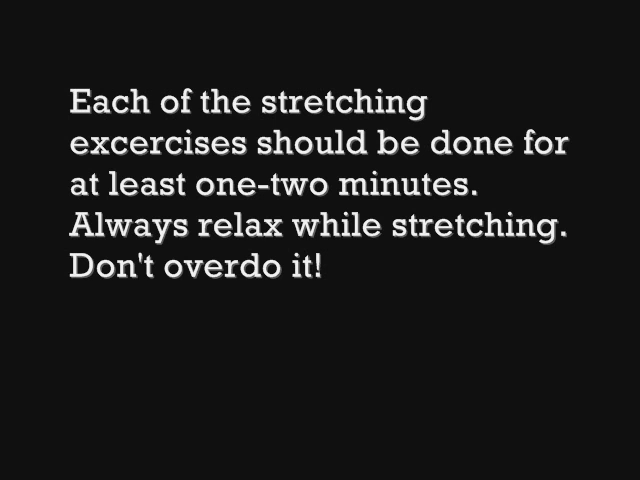 Each of the stretching
excercises should be done for
at least one-two minutes.
Always relax while stretching.
Don't overdo it!